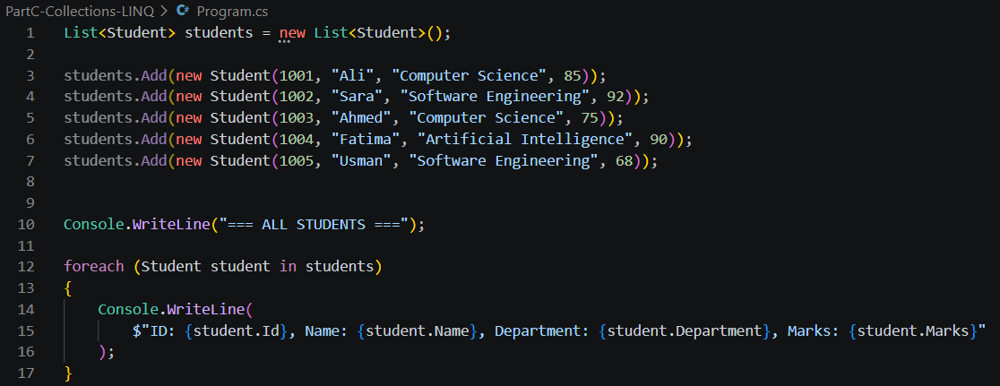 PartC-Collections-LINQ > C# Program.cs
1 List<Student> students = new List<Student>();
2
3 students.Add(new Student(1001, "Ali", "Computer Science", 85));
4 students.Add(new Student(1002, "Sara", "Software Engineering", 92));
5 students.Add(new Student(1003, "Ahmed", "Computer Science", 75));
6 students.Add(new Student(1004, "Fatima", "Artificial Intelligence", 90));
7 students.Add(new Student(1005, "Usman", "Software Engineering", 68));
8
9
10 Console.WriteLine("=== ALL STUDENTS ===");
11
12 foreach (Student student in students)
13 {
14     Console.WriteLine(
15         $"ID: {student.Id}, Name: {student.Name}, Department: {student.Department}, Marks: {student.Marks}"
16     );
17 }